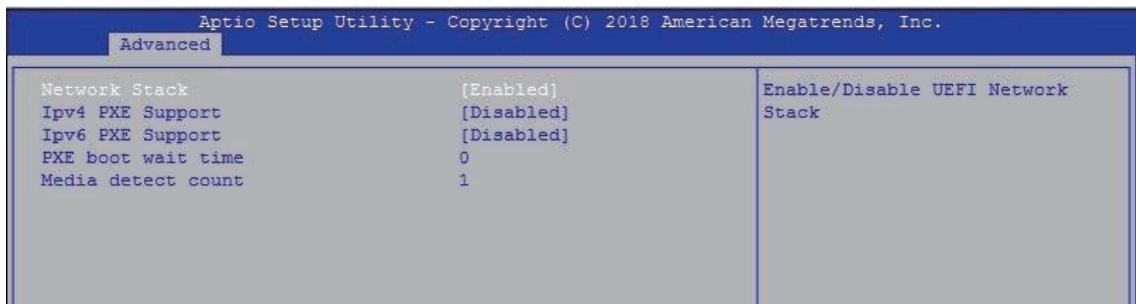 Aptio Setup Utility - Copyright (C) 2018 American Megatrends, Inc.
Advanced
Network Stack [Enabled]
Ipv4 PXE Support [Disabled]
Ipv6 PXE Support [Disabled]
PXE boot wait time 0
Media detect count 1
Enable/Disable UEFI Network
Stack